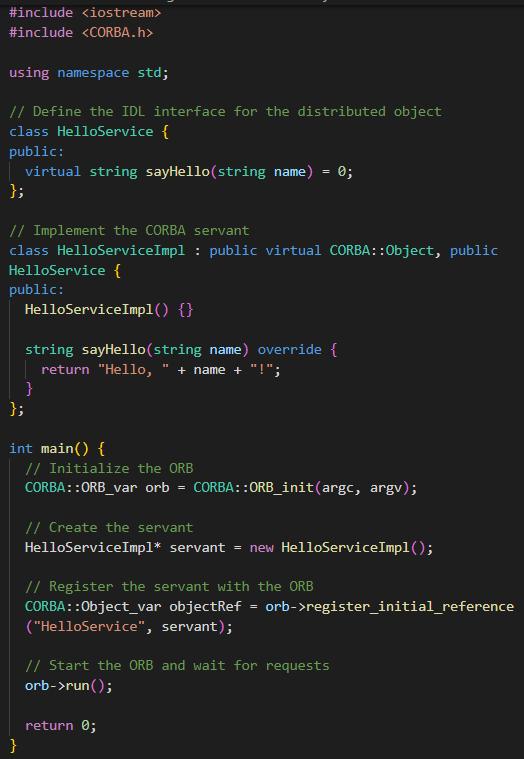 #include <iostream>
#include <CORBA.h>
using namespace std;
// Define the IDL interface for the distributed object
class HelloService {
public:
virtual string sayHello(string name) = 0;
};
// Implement the CORBA servant
class HelloServiceImpl : public virtual CORBA::Object, public
HelloService {
public:
HelloServiceImpl() {}
string sayHello(string name) override {
return "Hello, " + name + "!";
}
};
int main() {
// Initialize the ORB
CORBA::ORB_var orb = CORBA::ORB_init(argc, argv);
// Create the servant
HelloServiceImpl* servant = new HelloServiceImpl();
// Register the servant with the ORB
CORBA::Object_var objectRef = orb->register_initial_reference
("HelloService", servant);
// Start the ORB and wait for requests
orb->run();
return 0;
}